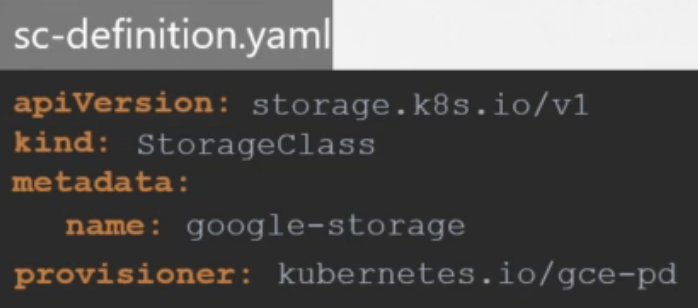 sc-definition.yaml
apiVersion: storage.k8s.io/v1
kind: StorageClass
metadata:
name: google-storage
provisioner: kubernetes.io/gce-pd